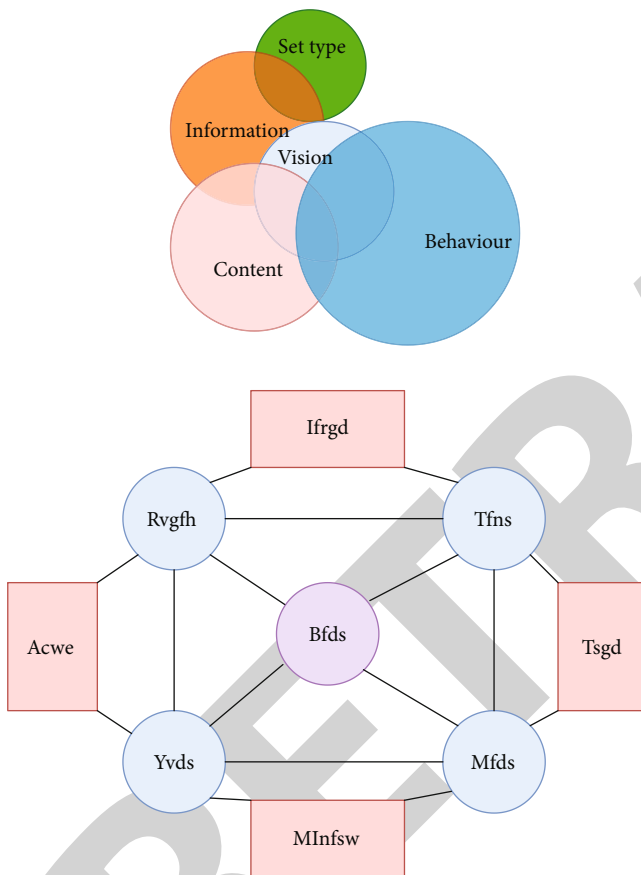 Set type
Information
Vision
Behaviour
Content
Ifrgd
Rvgfh
Tfns
Acwe
Bfds
Tsgd
Yvds
Mfds
MInfsw